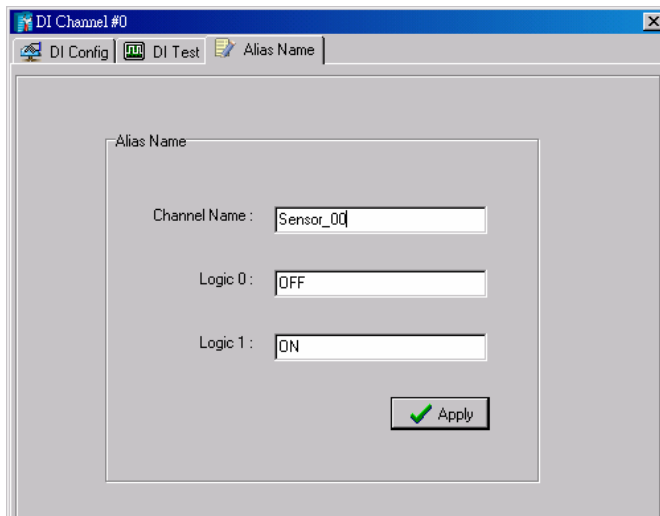 DI Channel #0
DI Config DI Test Alias Name
Alias Name
Channel Name : Sensor_00
Logic 0 : OFF
Logic 1 : ON
Apply